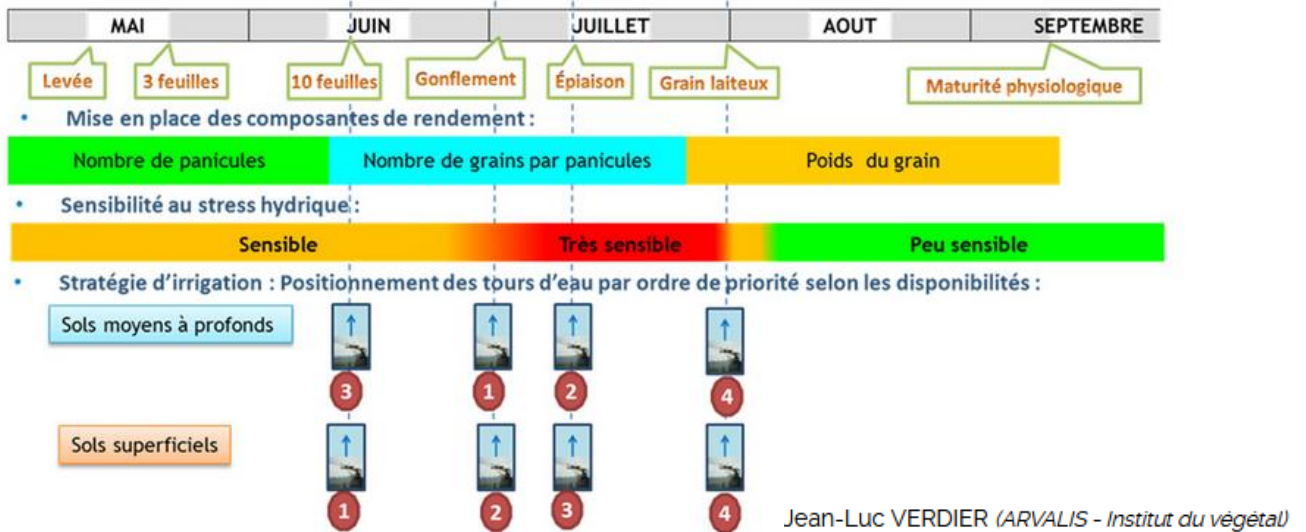 MAI JUIN JUILLET AOUT SEPTEMBRE
Levée 3 feuilles 10 feuilles Gonflement Épiaison Grain laiteux Maturité physiologique
• Mise en place des composantes de rendement :
Nombre de panicules Nombre de grains par panicules Poids du grain
• Sensibilité au stress hydrique :
Sensible Très sensible Peu sensible
• Stratégie d'irrigation : Positionnement des tours d'eau par ordre de priorité selon les disponibilités :
Sols moyens à profonds
3 1 2 4
Sols superficiels
1 2 3 4
Jean-Luc VERDIER (ARVALIS - Institut du végétal)